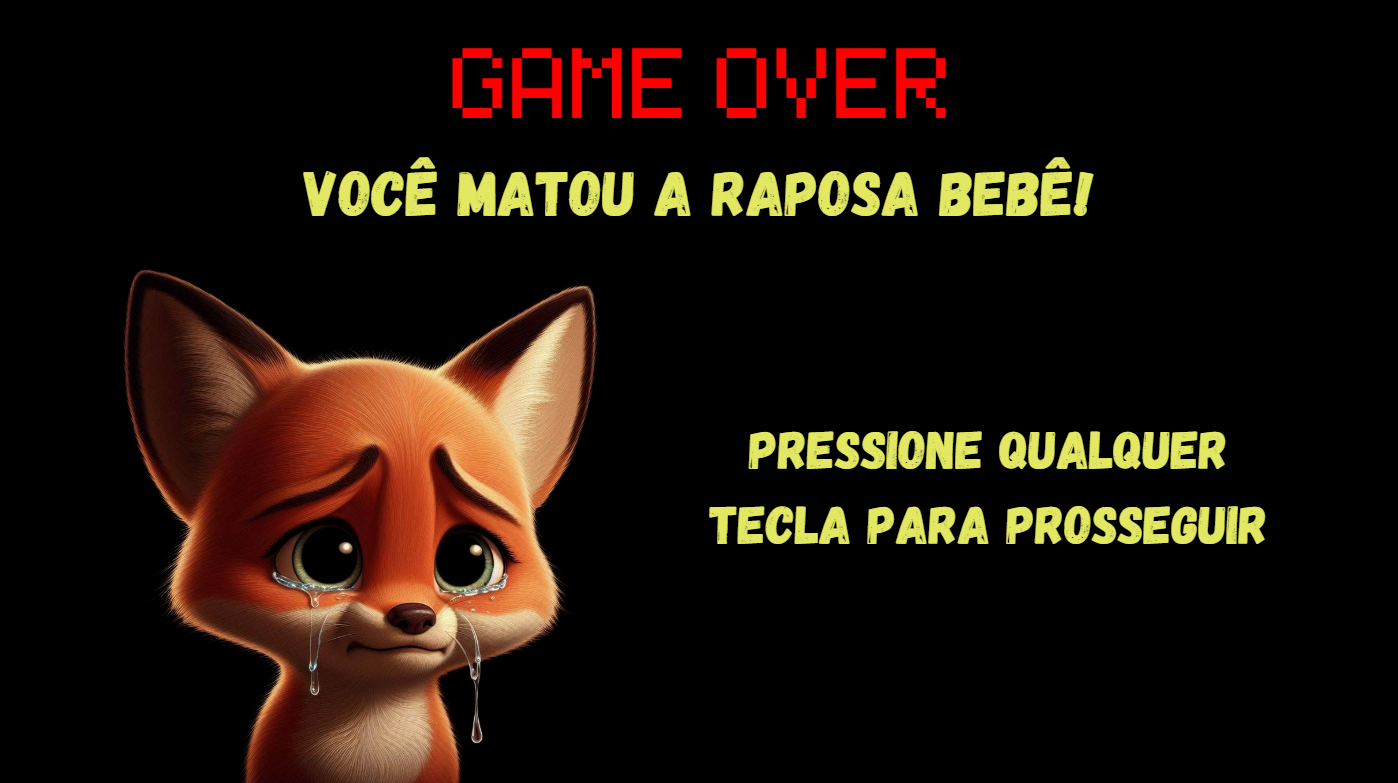 GAME OVER
VOCÊ MATOU A RAPOSA BEBÊ!
PRESSIONE QUALQUER
TECLA PARA PROSSEGUIR